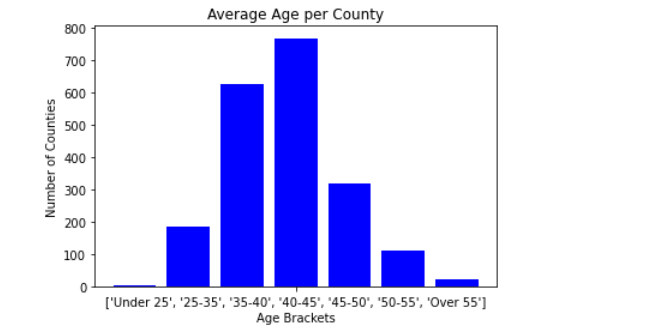 Average Age per County
800
700
600
500
400
300
200
100
0
Number of Counties
['Under 25', '25-35', '35-40', '40-45', '45-50', '50-55', 'Over 55']
Age Brackets